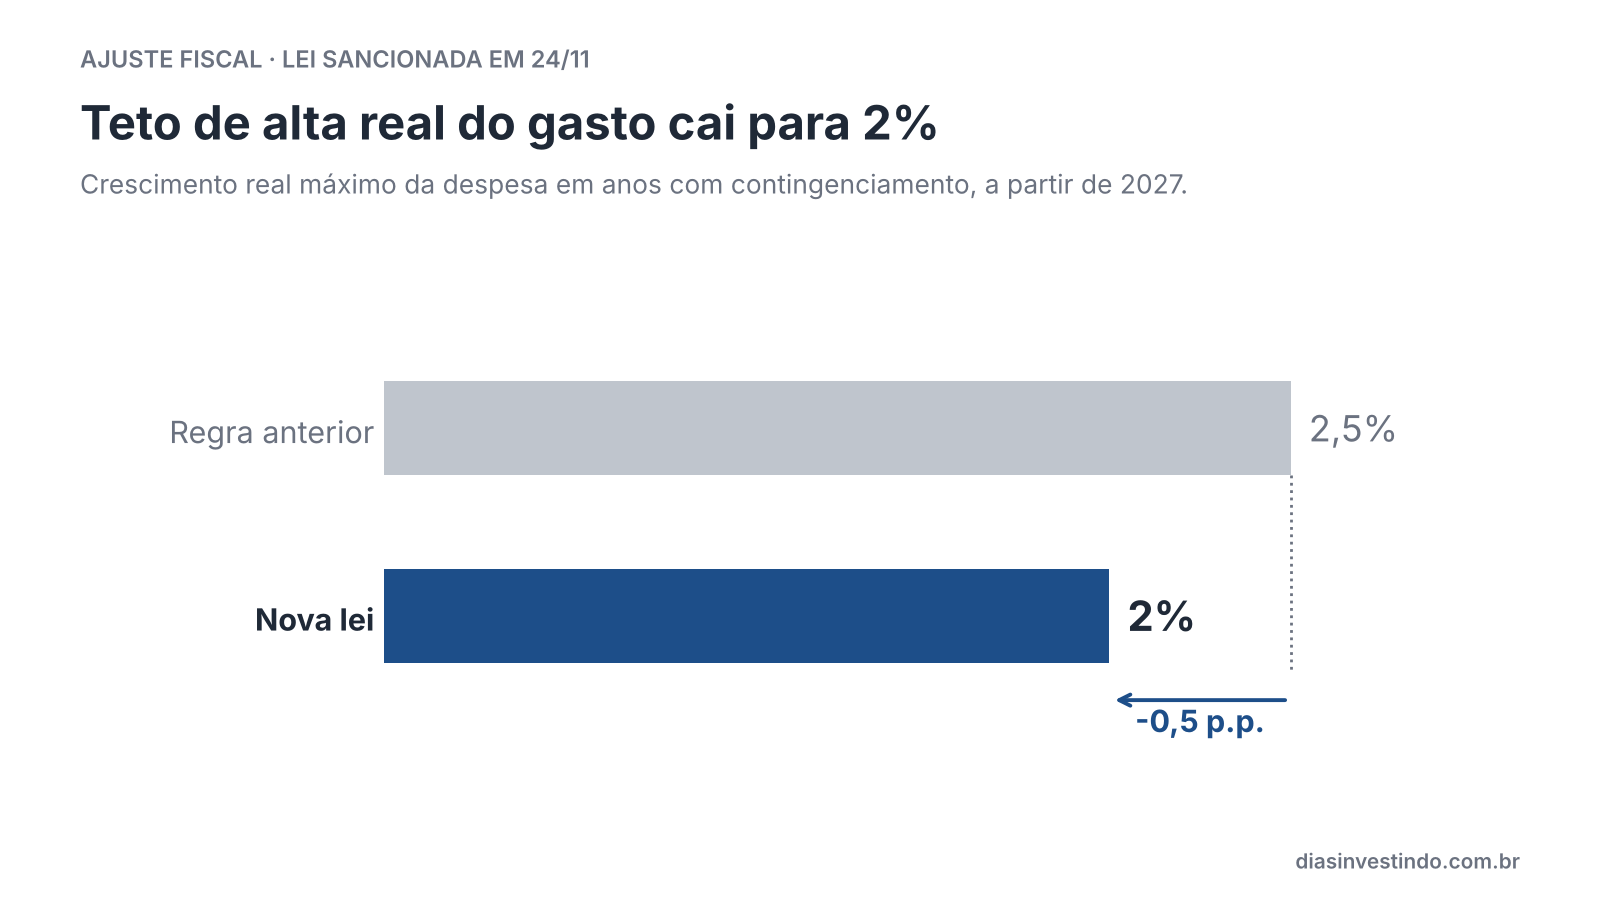 AJUSTE FISCAL · LEI SANCIONADA EM 24/11
Teto de alta real do gasto cai para 2%
Crescimento real máximo da despesa em anos com contingenciamento, a partir de 2027.
Regra anterior
2,5%
Nova lei
2%
-0,5 p.p.
diasinvestindo.com.br